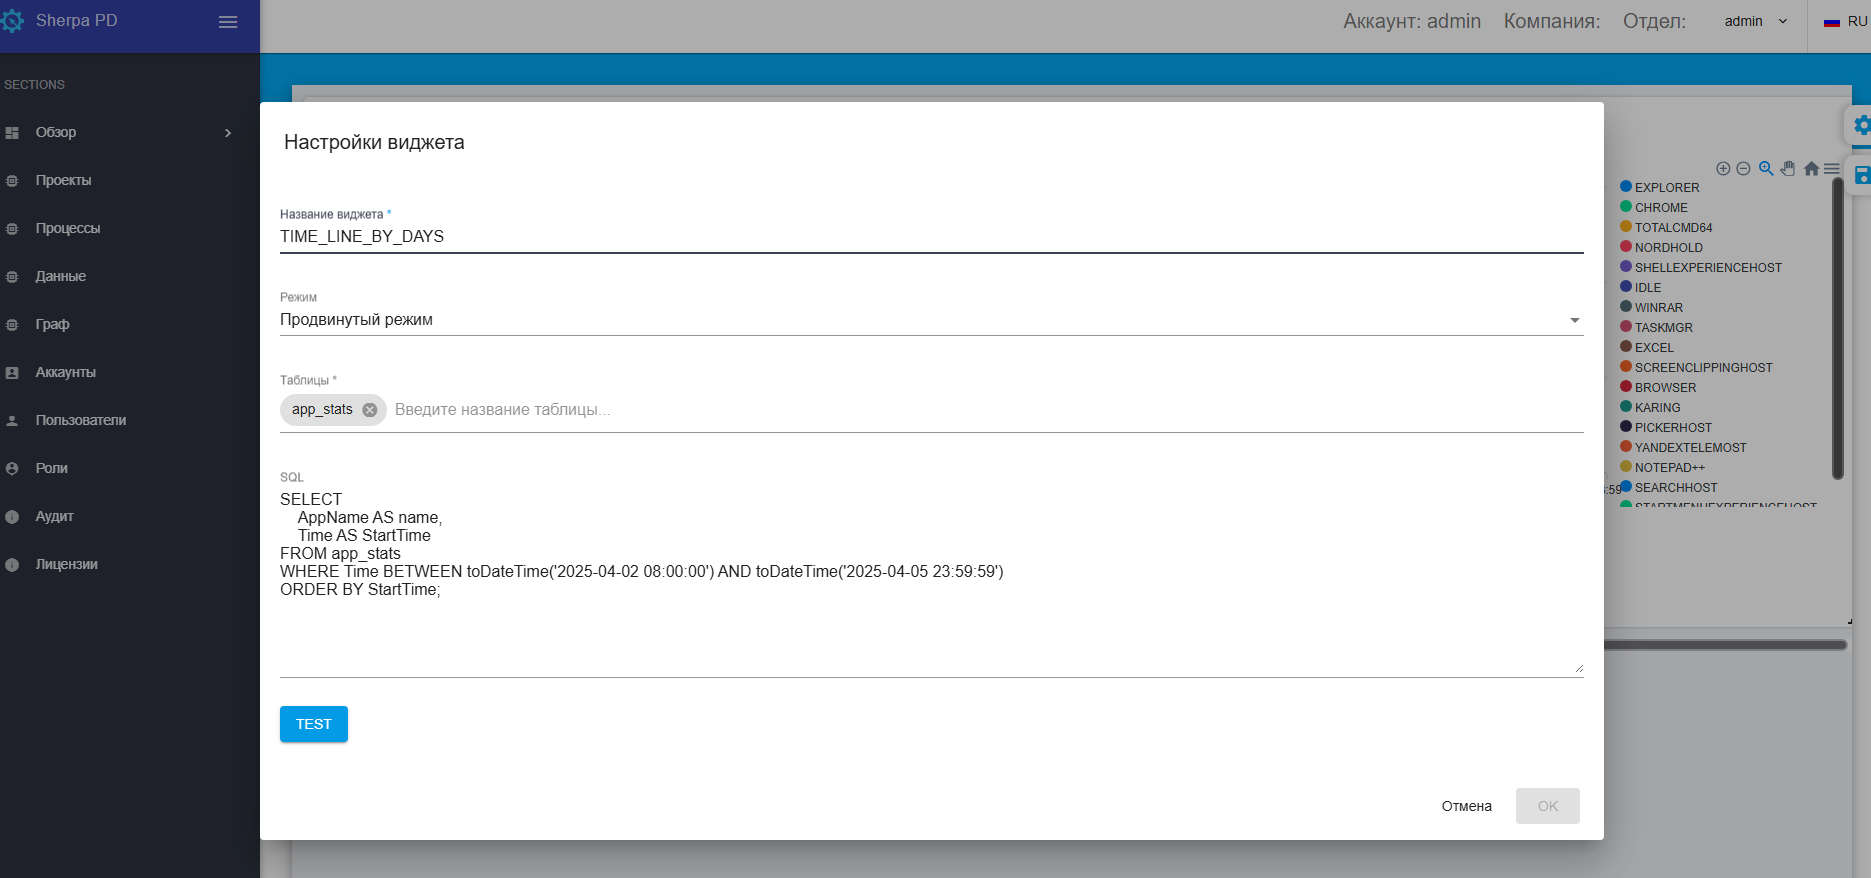 Sherpa PD
Аккаунт: admin Компания: Отдел: admin RU
SECTIONS
Обзор
Проекты
Процессы
Данные
Граф
Аккаунты
Пользователи
Роли
Аудит
Лицензии
Настройки виджета
Название виджета *
TIME_LINE_BY_DAYS
Режим
Продвинутый режим
Таблицы *
app_stats Введите название таблицы...
SQL
SELECT
AppName AS name,
Time AS StartTime
FROM app_stats
WHERE Time BETWEEN toDateTime('2025-04-02 08:00:00') AND toDateTime('2025-04-05 23:59:59')
ORDER BY StartTime;
TEST
Отмена OK
EXPLORER
CHROME
TOTALCMD64
NORDHOLD
SHELLEXPERIENCEHOST
IDLE
WINRAR
TASKMGR
EXCEL
SCREENCLIPPINGHOST
BROWSER
KARING
PICKERHOST
YANDEXTELEMOST
NOTEPAD++
:59 SEARCHHOST
STARTMENUEXPERIENCEHOST